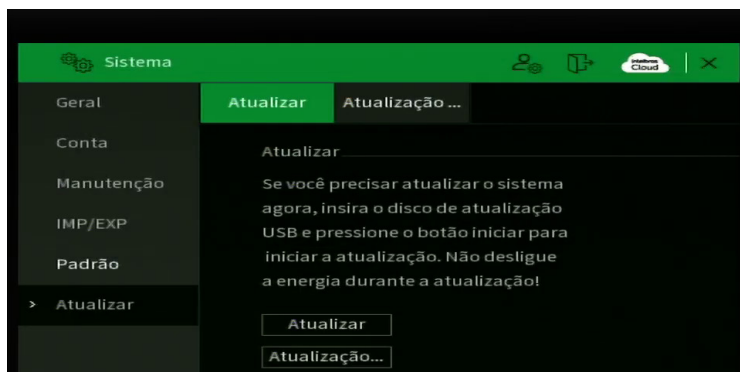 Sistema
intelbras
Cloud
Geral
Conta
Manutenção
IMP/EXP
Padrão
> Atualizar
Atualizar
Atualização ...
Atualizar
Se você precisar atualizar o sistema
agora, insira o disco de atualização
USB e pressione o botão iniciar para
iniciar a atualização. Não desligue
a energia durante a atualização!
Atualizar
Atualização...